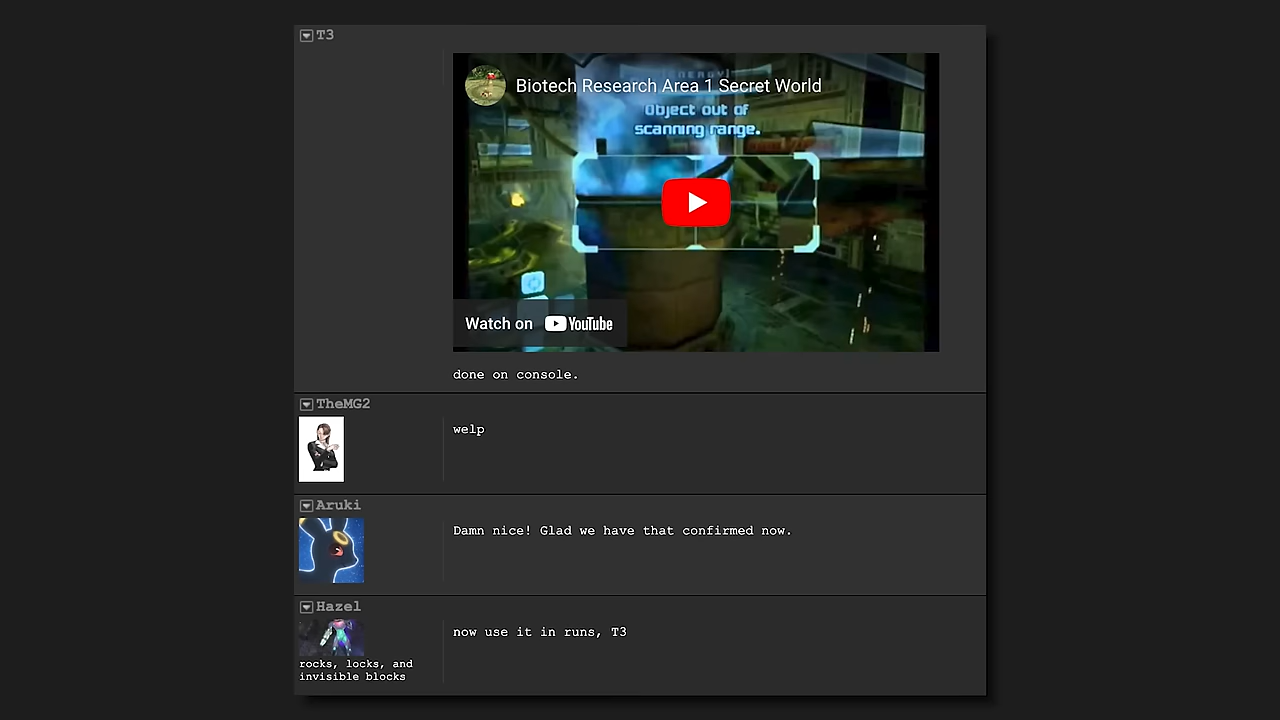 T3
Biotech Research Area 1 Secret World
Object out of
scanning range.
Watch on YouTube
done on console.
TheMG2
welp
Aruki
Damn nice! Glad we have that confirmed now.
Hazel
now use it in runs, T3
rocks, locks, and
invisible blocks